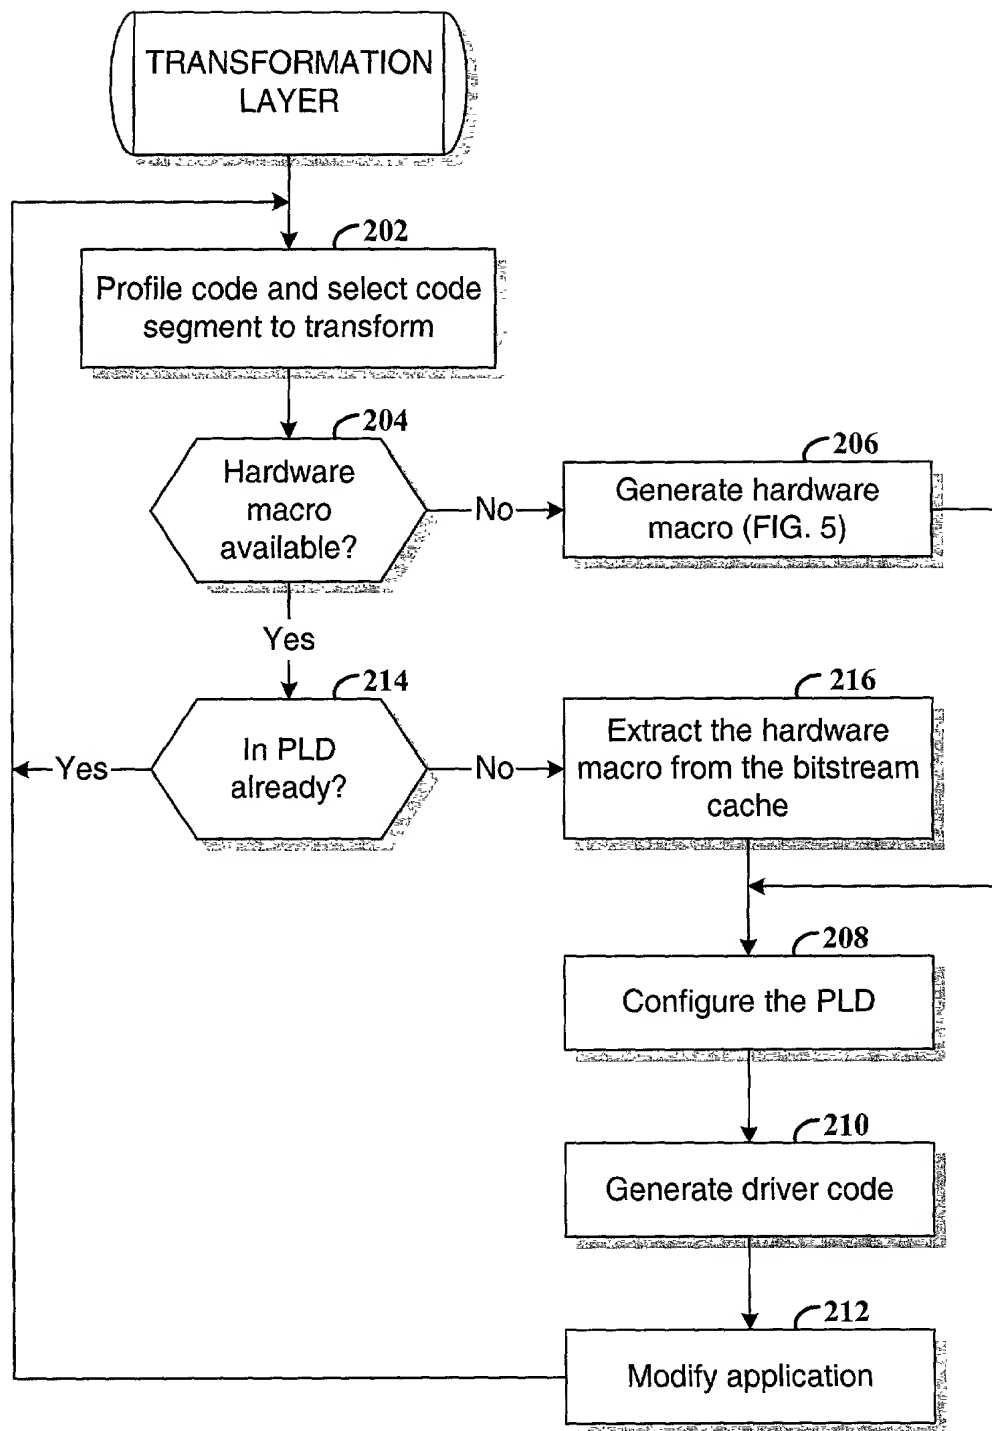 TRANSFORMATION
LAYER
202
Profile code and select code
segment to transform
204
Hardware
macro
available?
No
206
Generate hardware
macro (FIG. 5)
Yes
214
In PLD
already?
Yes
No
216
Extract the hardware
macro from the bitstream
cache
208
Configure the PLD
210
Generate driver code
212
Modify application